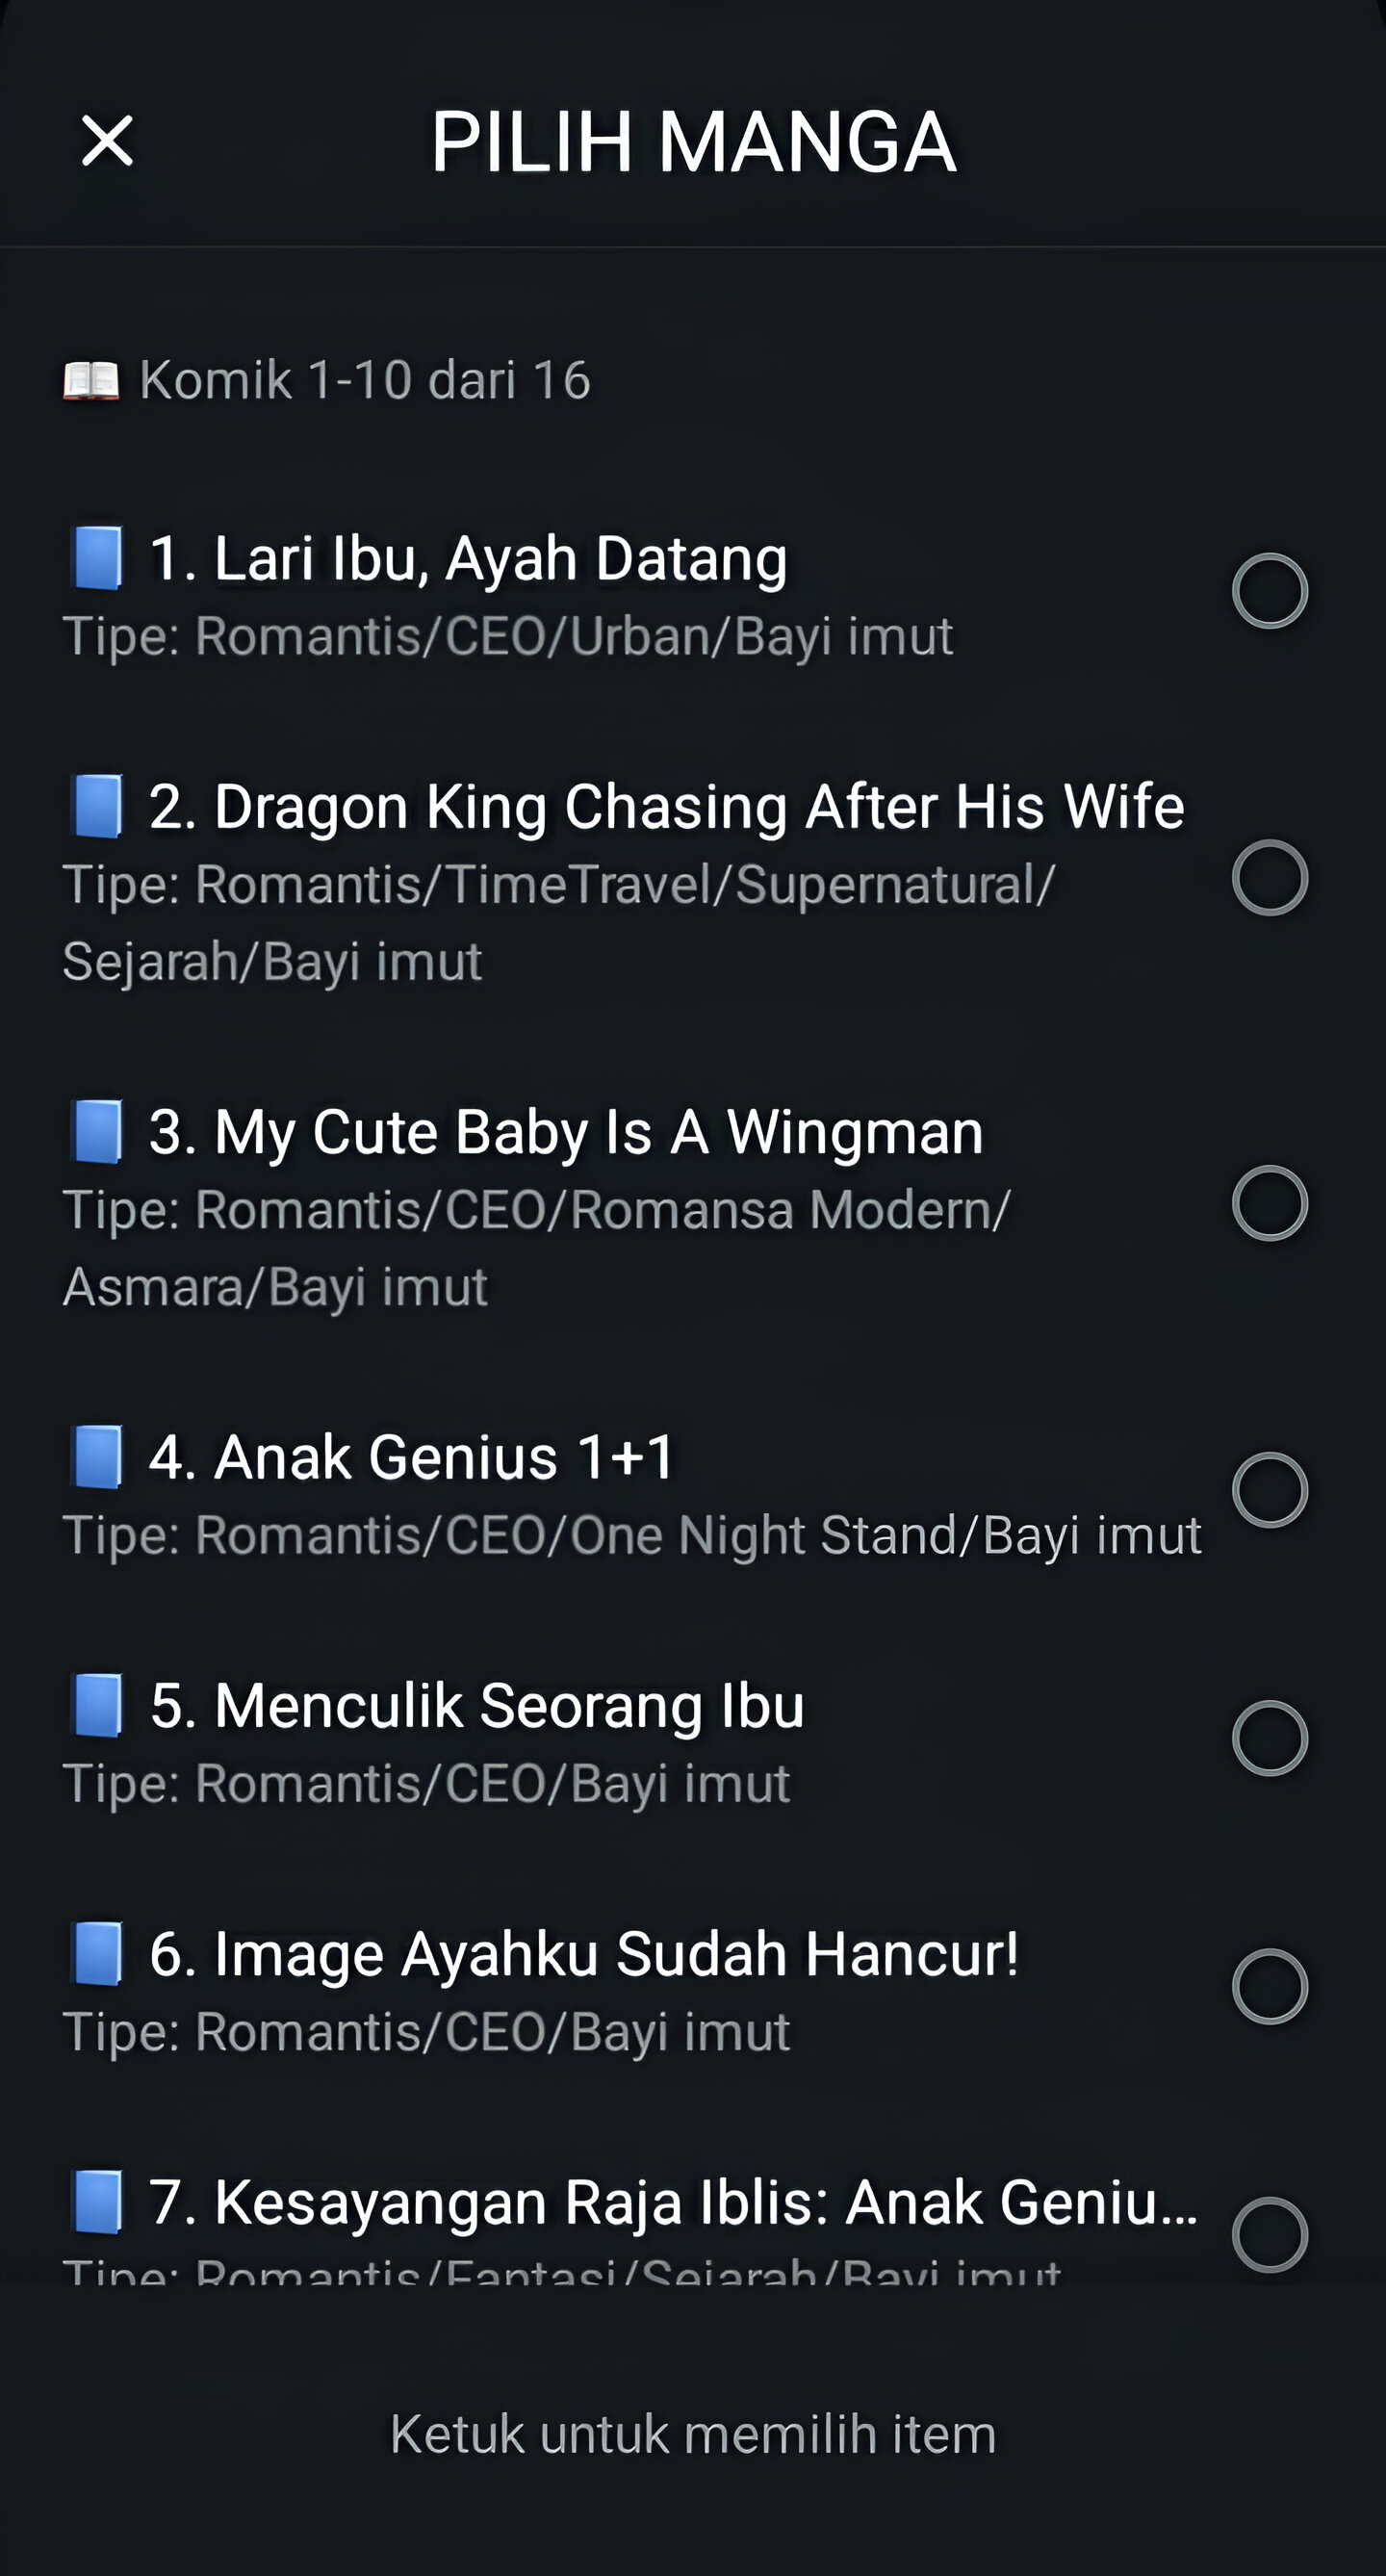 PILIH MANGA
📖 Komik 1-10 dari 16
📘 1. Lari Ibu, Ayah Datang
Tipe: Romantis/CEO/Urban/Bayi imut
📘 2. Dragon King Chasing After His Wife
Tipe: Romantis/TimeTravel/Supernatural/
Sejarah/Bayi imut
📘 3. My Cute Baby Is A Wingman
Tipe: Romantis/CEO/Romansa Modern/
Asmara/Bayi imut
📘 4. Anak Genius 1+1
Tipe: Romantis/CEO/One Night Stand/Bayi imut
📘 5. Menculik Seorang Ibu
Tipe: Romantis/CEO/Bayi imut
📘 6. Image Ayahku Sudah Hancur!
Tipe: Romantis/CEO/Bayi imut
📘 7. Kesayangan Raja Iblis: Anak Geniu...
Tipe: Romantis/Fantasi/Sejarah/Bayi imut
Ketuk untuk memilih item